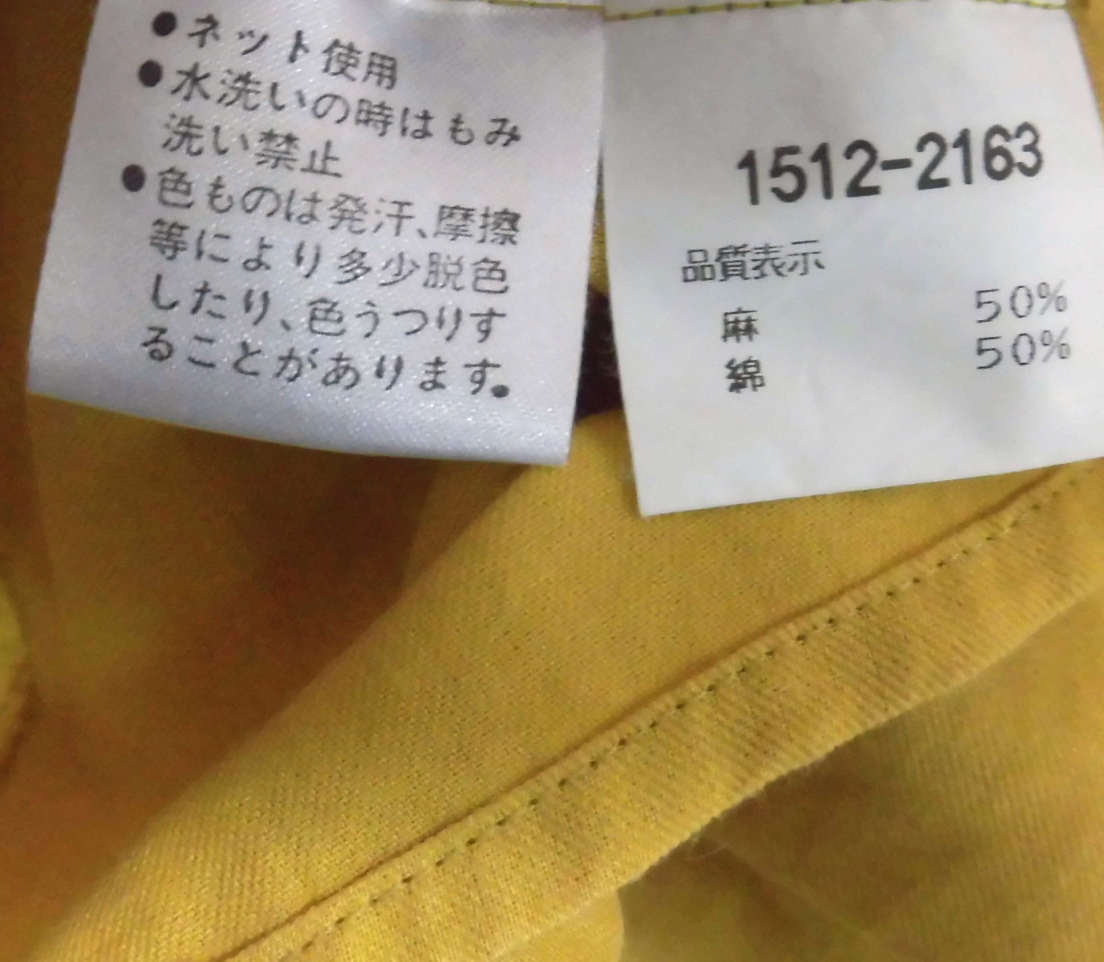 ●ネット使用
●水洗いの時はもみ
洗い禁止
●色ものは発汗、摩擦
等により多少脱色
したり、色うつりす
ることがあります。
1512-2163
品質表示
麻 50%
綿 50%